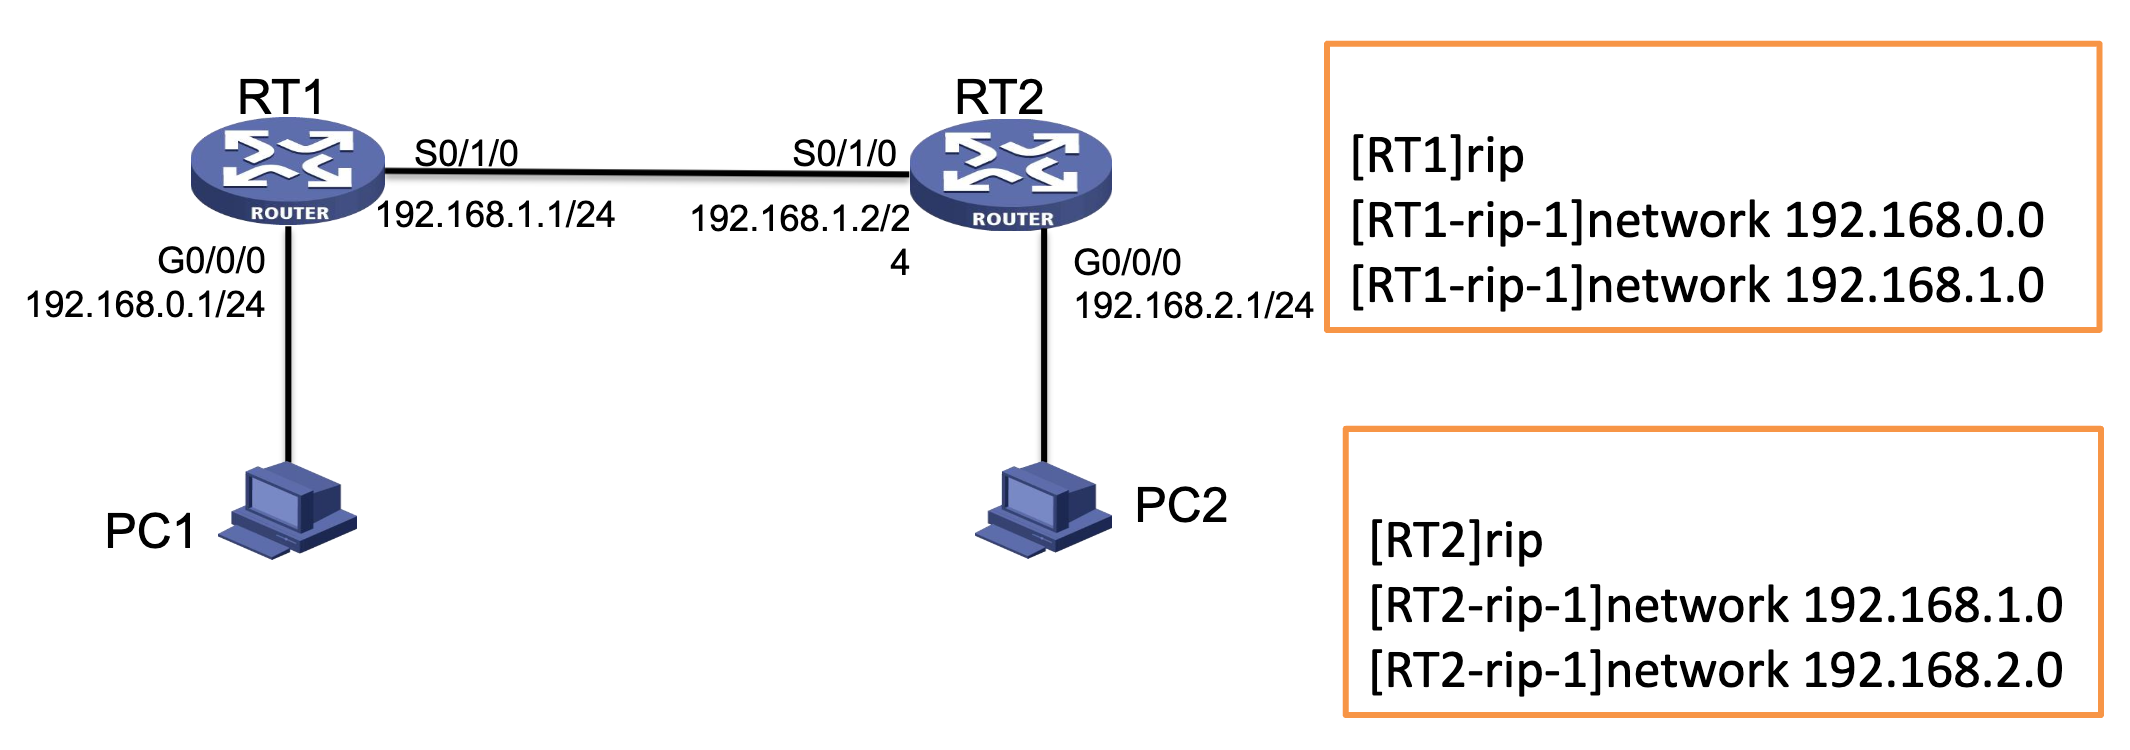 RT1
RT2
S0/1/0
S0/1/0
ROUTER
ROUTER
192.168.1.1/24
192.168.1.2/2
4
G0/0/0
192.168.0.1/24
G0/0/0
192.168.2.1/24
PC1
PC2
[RT1]rip
[RT1-rip-1]network 192.168.0.0
[RT1-rip-1]network 192.168.1.0
[RT2]rip
[RT2-rip-1]network 192.168.1.0
[RT2-rip-1]network 192.168.2.0